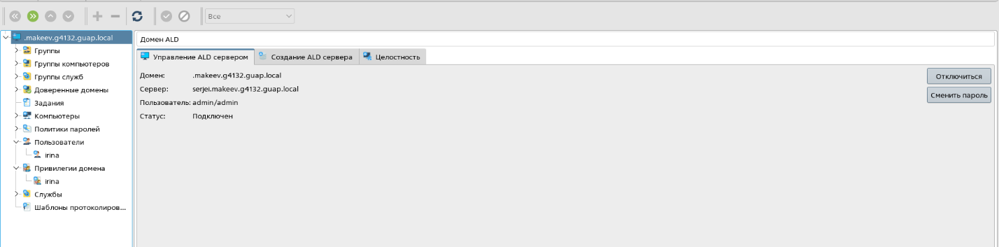 Все
.makeev.g4132.guap.local
Группы
Группы компьютеров
Группы служб
Доверенные домены
Задания
Компьютеры
Политики паролей
Пользователи
irina
Привилегии домена
irina
Службы
Шаблоны протоколиров...
Домен ALD
Управление ALD сервером Создание ALD сервера Целостность
Домен: .makeev.g4132.guap.local
Сервер: serjei.makeev.g4132.guap.local
Пользователь: admin/admin
Статус: Подключен
Отключиться
Сменить пароль